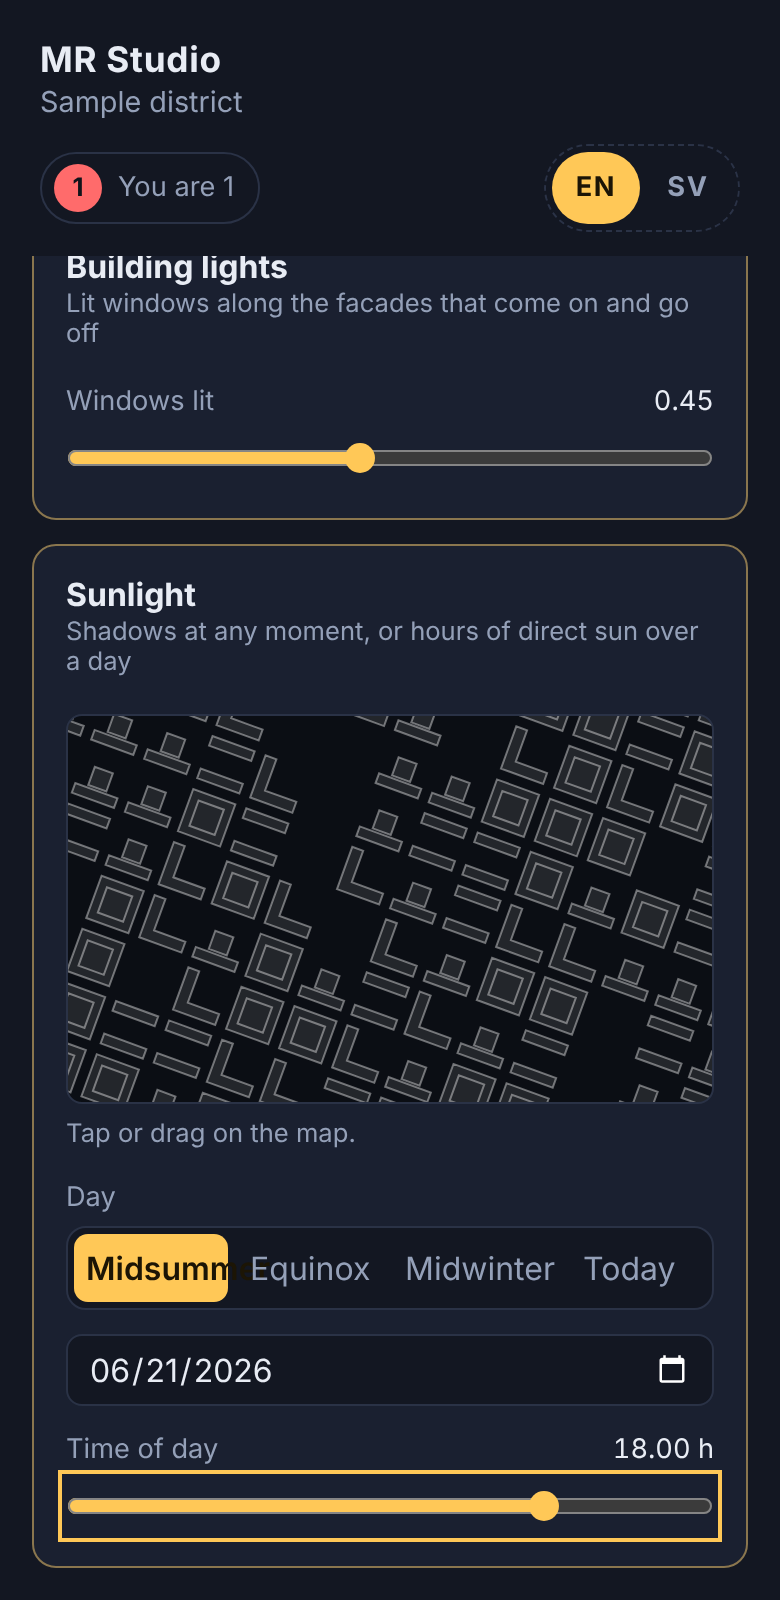 MR Studio
Sample district
1 You are 1
EN SV
Building lights
Lit windows along the facades that come on and go
off
Windows lit 0.45
Sunlight
Shadows at any moment, or hours of direct sun over
a day
Tap or drag on the map.
Day
Equinox Midwinter Today
06/21/2026
Time of day 18.00 h